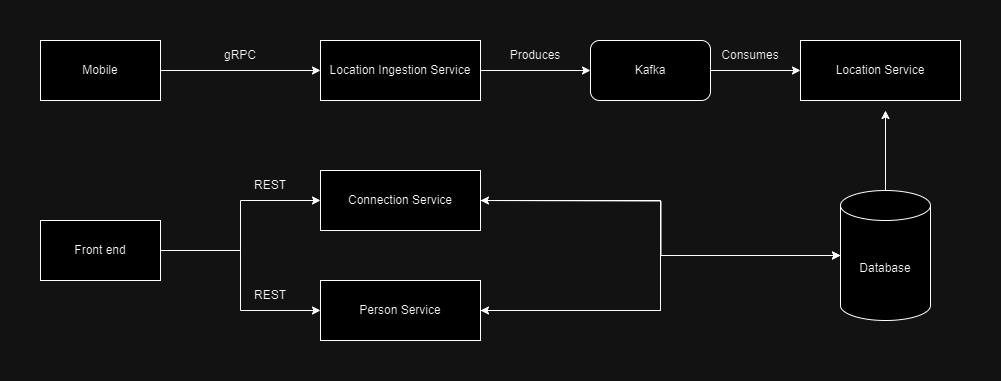 Mobile
gRPC
Location Ingestion Service
Produces
Kafka
Consumes
Location Service
REST
Connection Service
Front end
Database
REST
Person Service